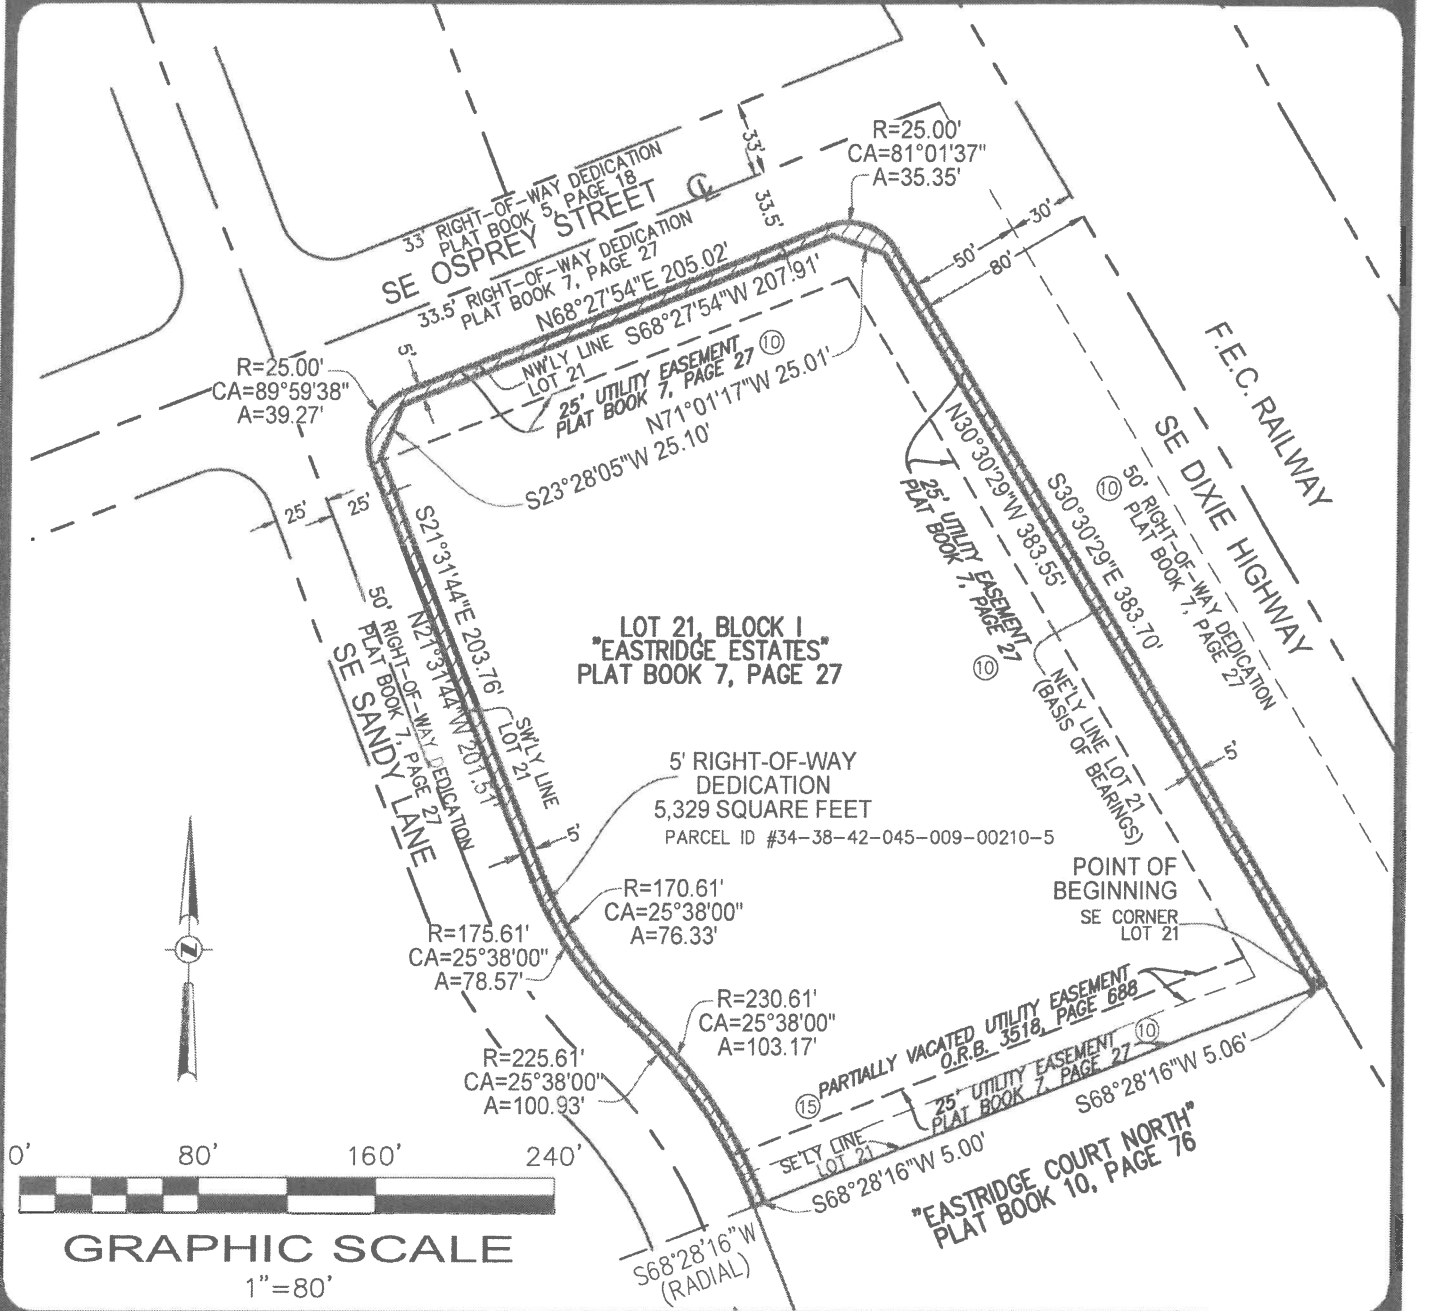 33' RIGHT-OF-WAY DEDICATION
PLAT BOOK 5, PAGE 18
SE OSPREY STREET
33.5' RIGHT-OF-WAY DEDICATION
PLAT BOOK 7, PAGE 27
33'
33.5'
R=25.00'
CA=81°01'37"
A=35.35'
30'
50'
80'
N68°27'54"E 205.02'
S68°27'54"W 207.91'
NW'LY LINE
LOT 21
25' UTILITY EASEMENT
PLAT BOOK 7, PAGE 27
10
N71°01'17"W 25.01'
S23°28'05"W 25.10'
R=25.00'
CA=89°59'38"
A=39.27'
5'
25'
25'
F.E.C. RAILWAY
SE DIXIE HIGHWAY
50' RIGHT-OF-WAY DEDICATION
PLAT BOOK 7, PAGE 27
10
N30°30'29"W 383.55'
S30°30'29"E 383.70'
25' UTILITY EASEMENT
PLAT BOOK 7, PAGE 27
10
NE'LY LINE LOT 21
(BASIS OF BEARINGS)
5'
S21°31'44"E 203.76'
N21°31'44"W 201.51'
SW'LY LINE
LOT 21
50' RIGHT-OF-WAY DEDICATION
PLAT BOOK 7, PAGE 27
SE SANDY LANE
LOT 21, BLOCK I
"EASTRIDGE ESTATES"
PLAT BOOK 7, PAGE 27
5' RIGHT-OF-WAY
DEDICATION
5,329 SQUARE FEET
PARCEL ID #34-38-42-045-009-00210-5
5'
POINT OF
BEGINNING
SE CORNER
LOT 21
R=170.61'
CA=25°38'00"
A=76.33'
R=175.61'
CA=25°38'00"
A=78.57'
R=230.61'
CA=25°38'00"
A=103.17'
R=225.61'
CA=25°38'00"
A=100.93'
15
PARTIALLY VACATED UTILITY EASEMENT
O.R.B. 3518, PAGE 688
25' UTILITY EASEMENT
PLAT BOOK 7, PAGE 27
10
SE'LY LINE
LOT 21
S68°28'16"W 5.06'
S68°28'16"W 5.00'
"EASTRIDGE COURT NORTH"
PLAT BOOK 10, PAGE 76
S68°28'16"W
(RADIAL)
N
0' 80' 160' 240'
GRAPHIC SCALE
1"=80'